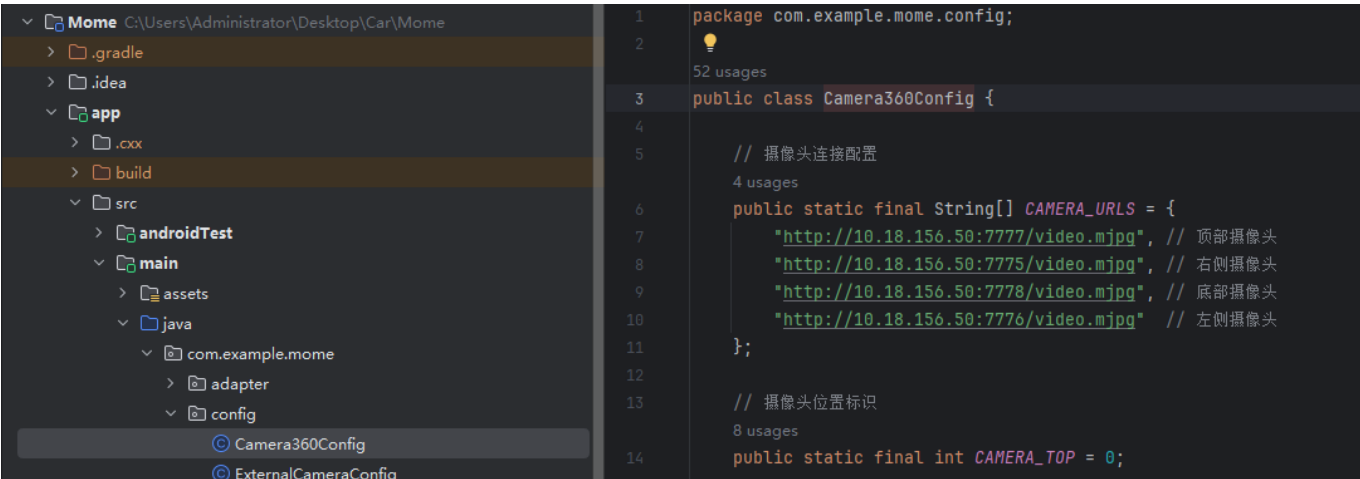 Mome C:\Users\Administrator\Desktop\Car\Mome
.gradle
.idea
app
.cxx
build
src
androidTest
main
assets
java
com.example.mome
adapter
config
Camera360Config
ExternalCameraConfig
1 package com.example.mome.config;
2
52 usages
3 public class Camera360Config {
4
5 // 摄像头连接配置
4 usages
6 public static final String[] CAMERA_URLS = {
7 "http://10.18.156.50:7777/video.mjpg", // 顶部摄像头
8 "http://10.18.156.50:7775/video.mjpg", // 右侧摄像头
9 "http://10.18.156.50:7778/video.mjpg", // 底部摄像头
10 "http://10.18.156.50:7776/video.mjpg" // 左侧摄像头
11 };
12
13 // 摄像头位置标识
8 usages
14 public static final int CAMERA_TOP = 0;